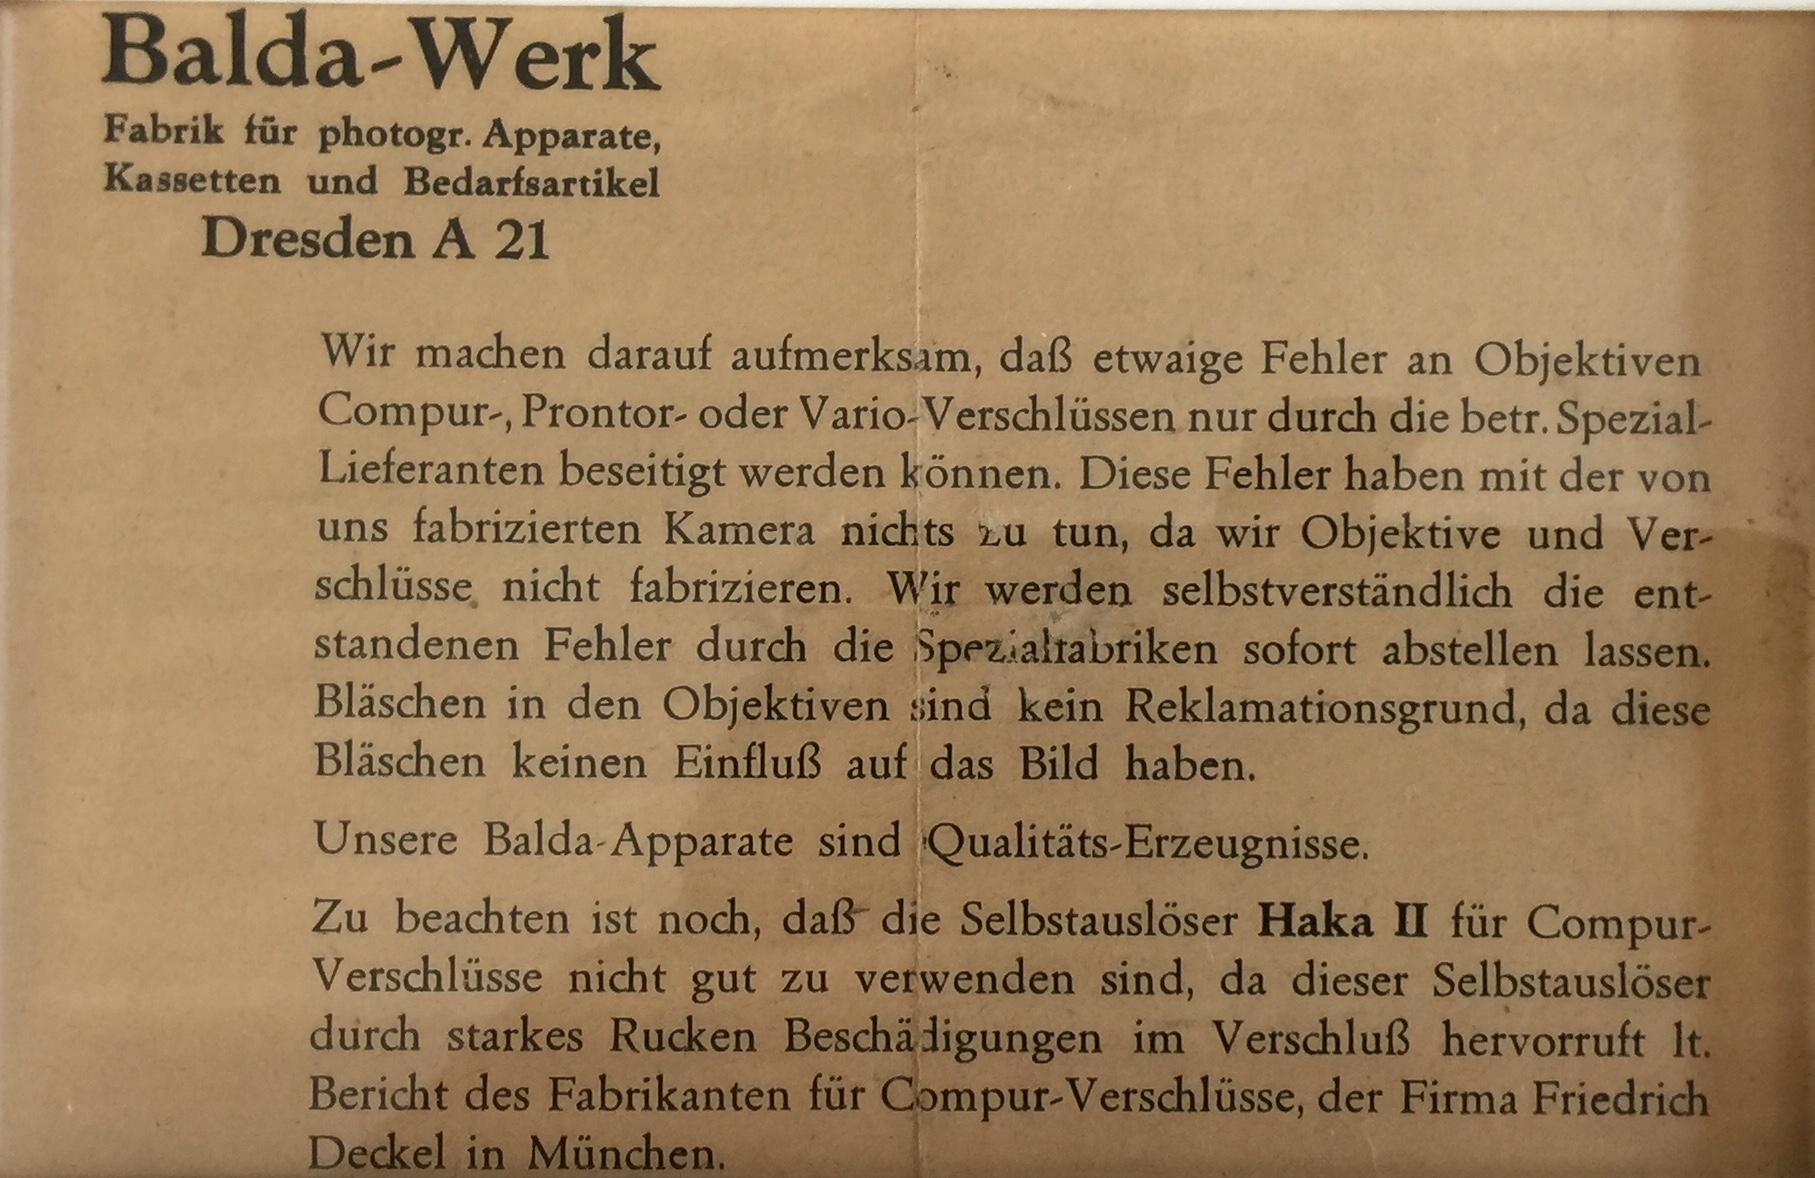 Balda-Werk
Fabrik für photogr. Apparate,
Kassetten und Bedarfsartikel
Dresden A 21
Wir machen darauf aufmerksam, daß etwaige Fehler an Objektiven
Compur-, Prontor- oder Vario-Verschlüssen nur durch die betr. Spezial-
Lieferanten beseitigt werden können. Diese Fehler haben mit der von
uns fabrizierten Kamera nichts zu tun, da wir Objektive und Ver-
schlüsse nicht fabrizieren. Wir werden selbstverständlich die ent-
standenen Fehler durch die Spezialfabriken sofort abstellen lassen.
Bläschen in den Objektiven sind kein Reklamationsgrund, da diese
Bläschen keinen Einfluß auf das Bild haben.
Unsere Balda-Apparate sind Qualitäts-Erzeugnisse.
Zu beachten ist noch, daß die Selbstauslöser Haka II für Compur-
Verschlüsse nicht gut zu verwenden sind, da dieser Selbstauslöser
durch starkes Rucken Beschädigungen im Verschluß hervorruft lt.
Bericht des Fabrikanten für Compur-Verschlüsse, der Firma Friedrich
Deckel in München.